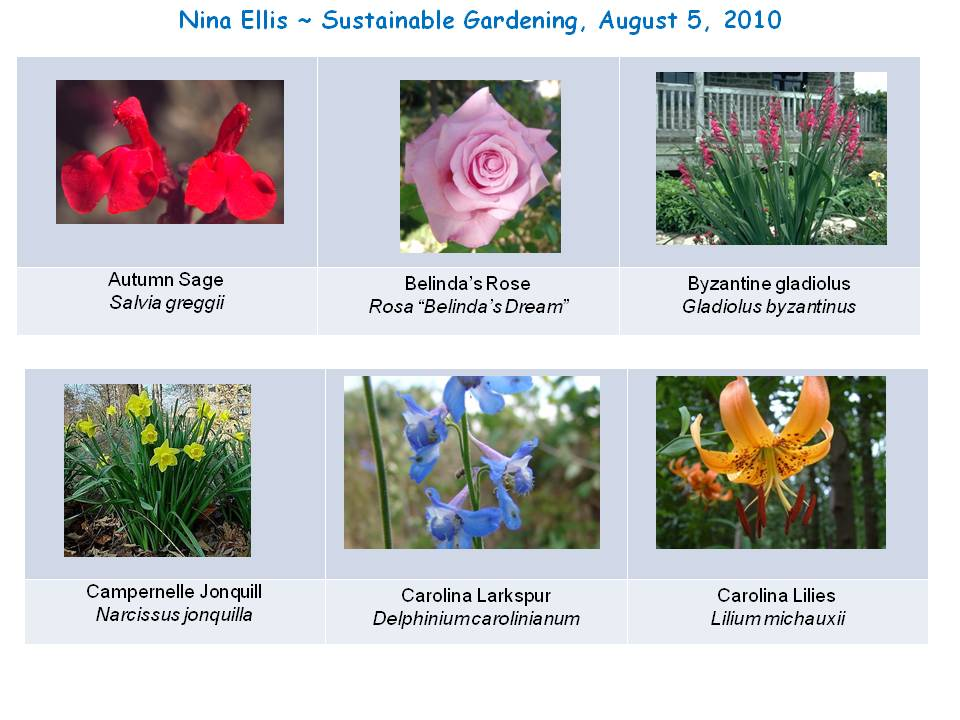 Nina Ellis ~ Sustainable Gardening, August 5, 2010
Autumn Sage
Salvia greggii
Belinda's Rose
Rosa “Belinda's Dream”
Byzantine gladiolus
Gladiolus byzantinus
Campernelle Jonquill
Narcissus jonquilla
Carolina Larkspur
Delphinium carolinianum
Carolina Lilies
Lilium michauxii